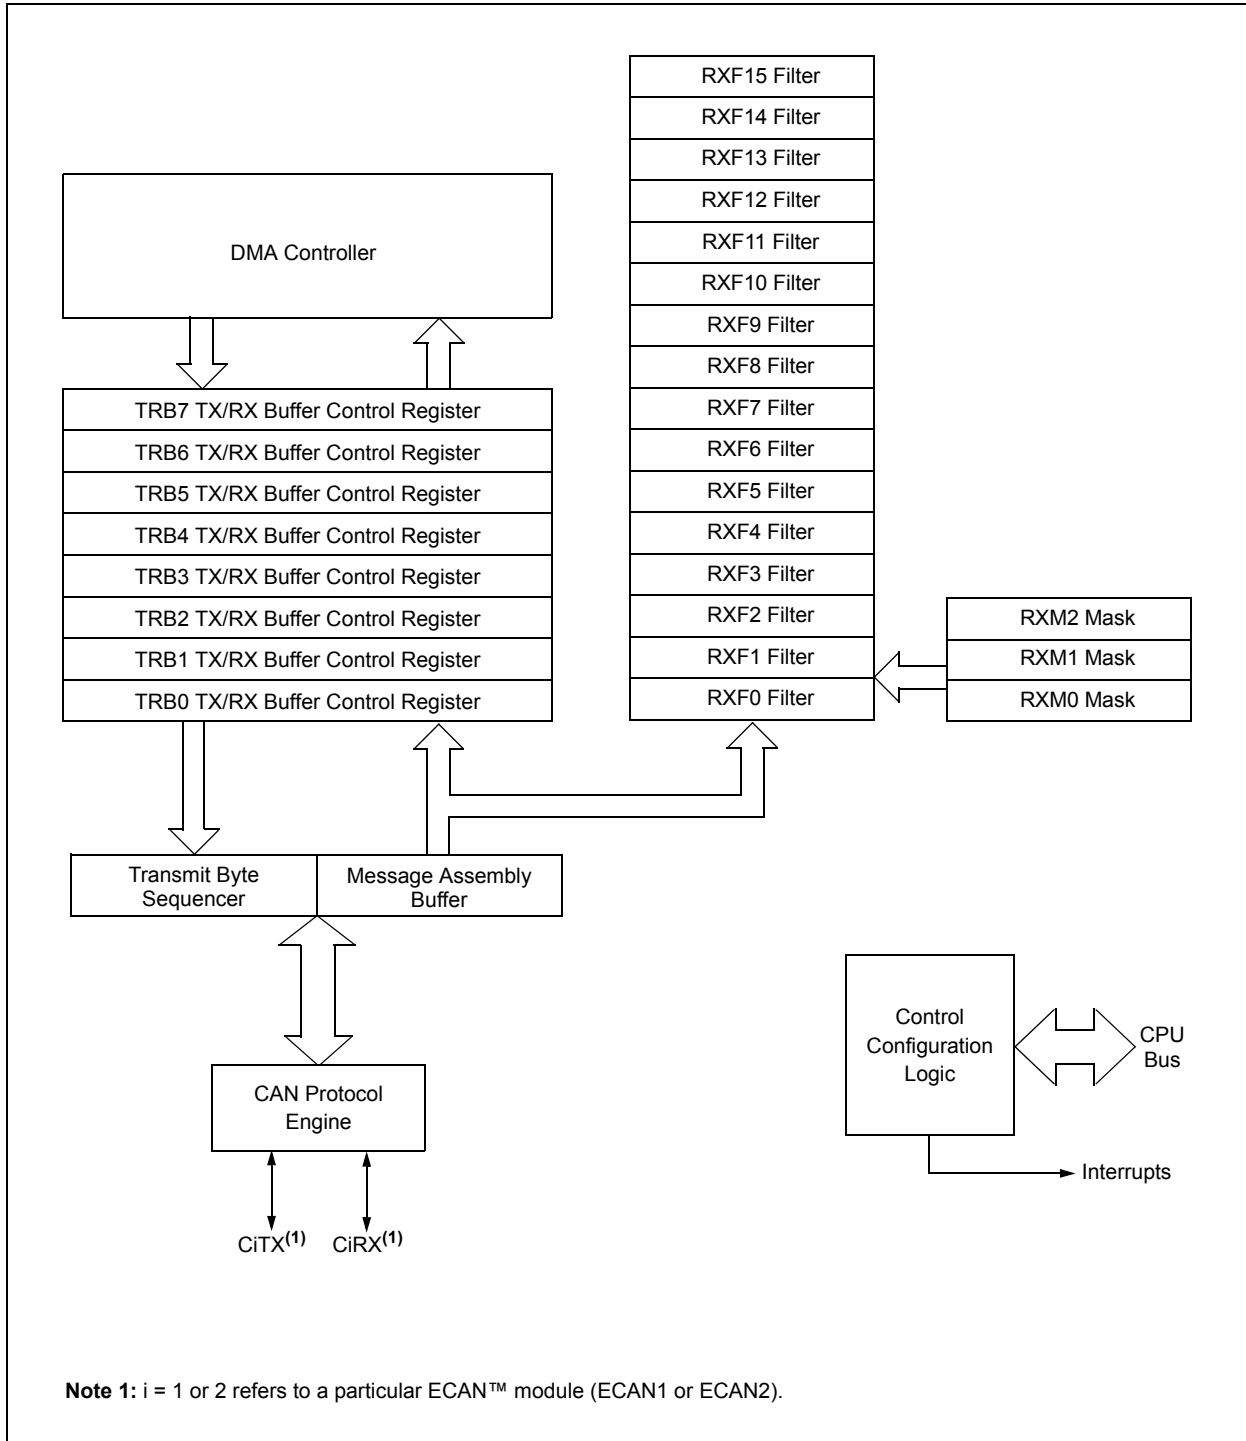 RXF15 Filter
RXF14 Filter
RXF13 Filter
RXF12 Filter
RXF11 Filter
RXF10 Filter
RXF9 Filter
RXF8 Filter
RXF7 Filter
RXF6 Filter
RXF5 Filter
RXF4 Filter
RXF3 Filter
RXF2 Filter
RXF1 Filter
RXF0 Filter
DMA Controller
TRB7 TX/RX Buffer Control Register
TRB6 TX/RX Buffer Control Register
TRB5 TX/RX Buffer Control Register
TRB4 TX/RX Buffer Control Register
TRB3 TX/RX Buffer Control Register
TRB2 TX/RX Buffer Control Register
TRB1 TX/RX Buffer Control Register
TRB0 TX/RX Buffer Control Register
RXM2 Mask
RXM1 Mask
RXM0 Mask
Transmit Byte
Sequencer
Message Assembly
Buffer
Control
Configuration
Logic
CPU
Bus
CAN Protocol
Engine
Interrupts
CiTX(1)
CiRX(1)
Note 1: i = 1 or 2 refers to a particular ECAN™ module (ECAN1 or ECAN2).